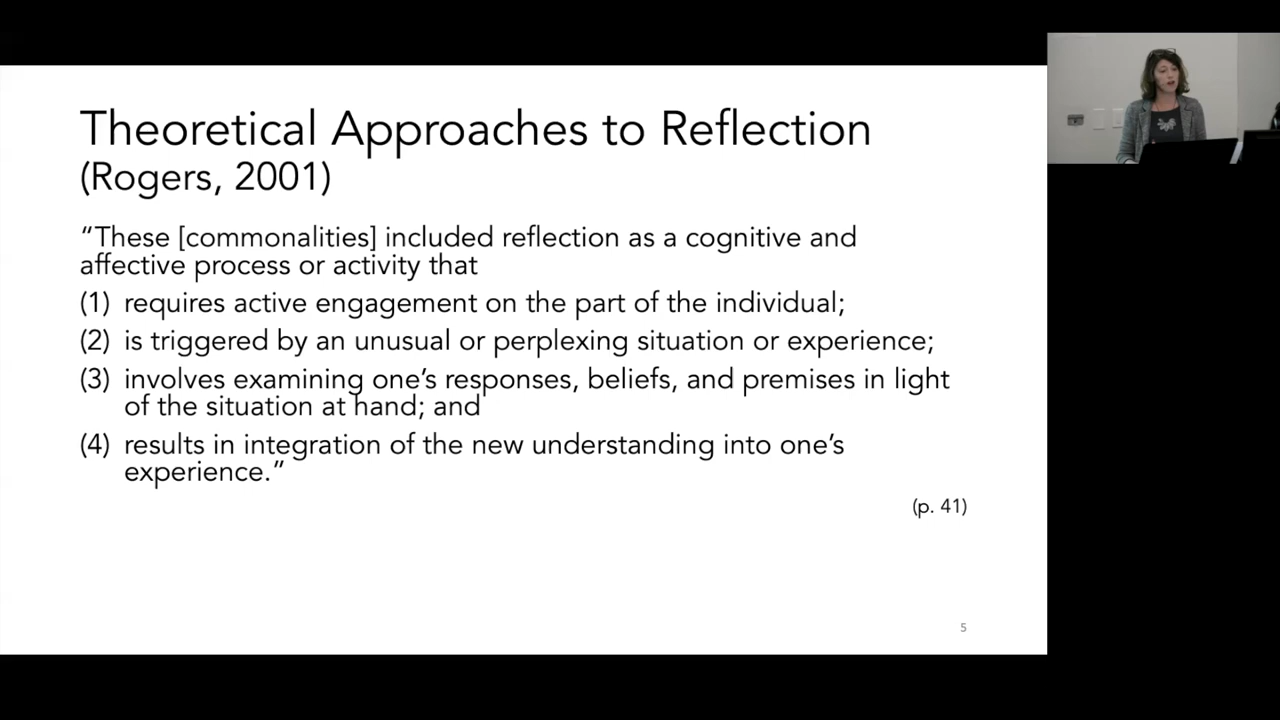 Theoretical Approaches to Reflection
(Rogers, 2001)
“These [commonalities] included reflection as a cognitive and
affective process or activity that
(1) requires active engagement on the part of the individual;
(2) is triggered by an unusual or perplexing situation or experience;
(3) involves examining one’s responses, beliefs, and premises in light
of the situation at hand; and
(4) results in integration of the new understanding into one’s
experience.”
(p. 41)
5